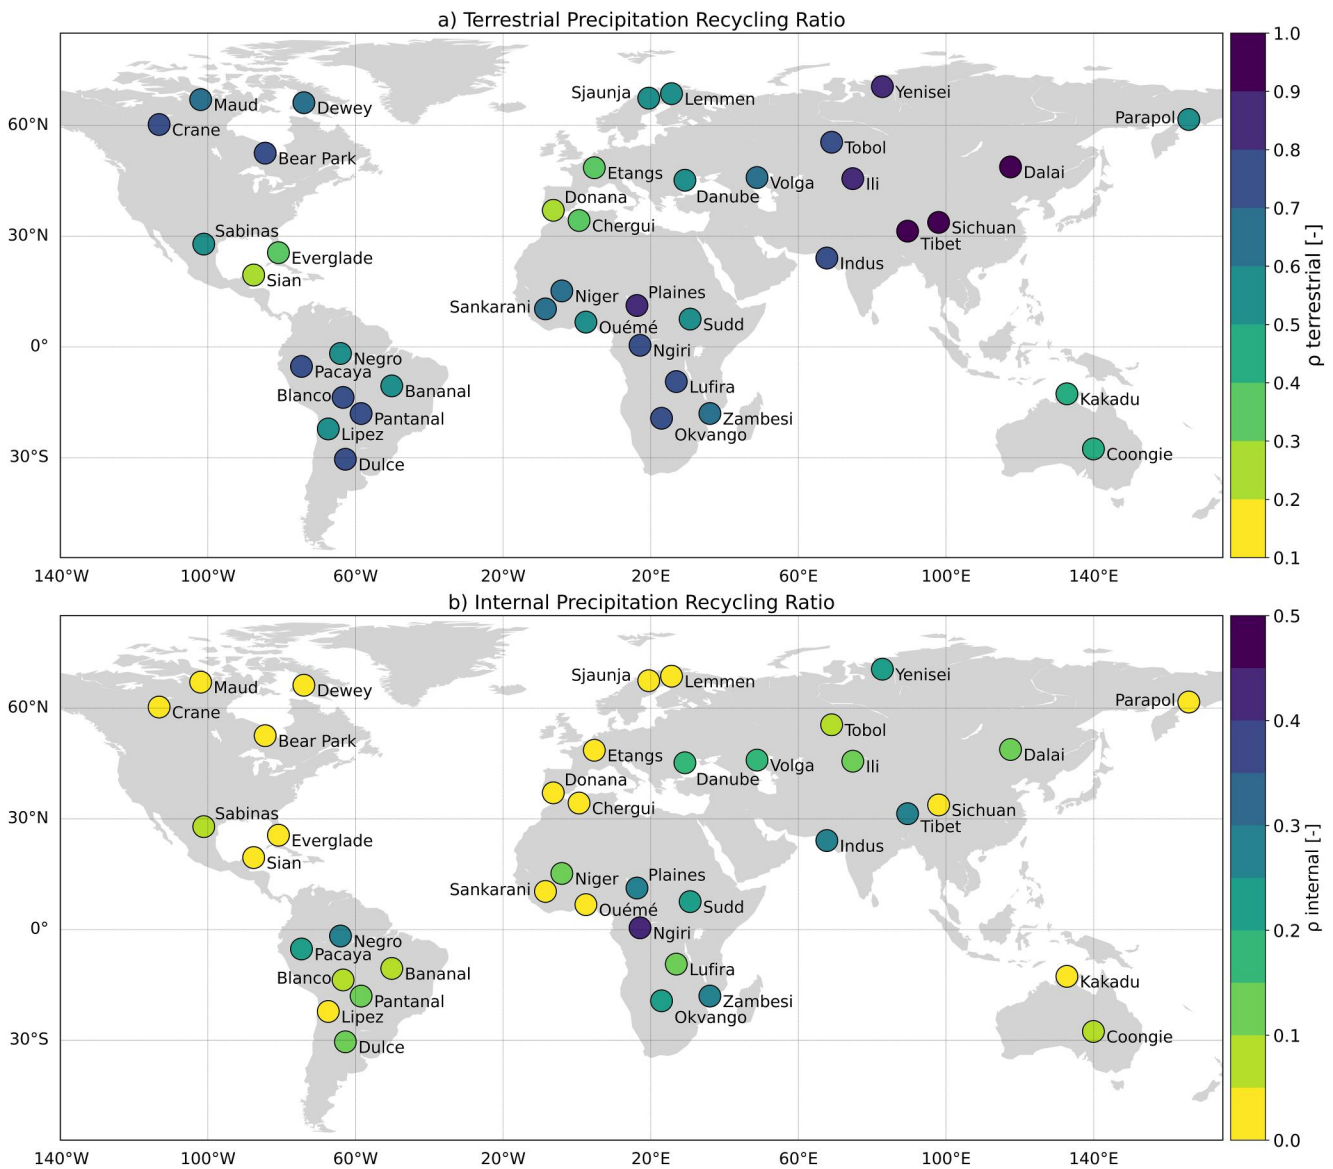 a) Terrestrial Precipitation Recycling Ratio
Sjaunja
Lemmen
Yenisei
Maud
Dewey
Parapol
60°N
Crane
Tobol
Bear Park
Etangs
Dalai
Volga
Ili
Danube
Donana
Chergui
Sabinas
Sichuan
30°N
Tibet
Everglade
Indus
Sian
Plaines
Niger
Sankarani
Ouémé
Sudd
0°
Ngiri
Negro
Pacaya
Lufira
Bananal
Blanco
Kakadu
Pantanal
Zambesi
Lipez
Okvango
Coongie
30°S
Dulce
140°W 100°W 60°W 20°W 20°E 60°E 100°E 140°E
1.0
0.9
0.8
0.7
0.6
0.5
0.4
0.3
0.2
0.1
ρ terrestrial [-]
b) Internal Precipitation Recycling Ratio
Sjaunja
Lemmen
Yenisei
Maud
Dewey
Parapol
60°N
Crane
Tobol
Bear Park
Etangs
Dalai
Volga
Ili
Danube
Donana
Chergui
Sabinas
Sichuan
30°N
Tibet
Everglade
Indus
Sian
Plaines
Niger
Sankarani
Ouémé
Sudd
0°
Ngiri
Negro
Pacaya
Lufira
Bananal
Blanco
Kakadu
Pantanal
Zambesi
Lipez
Okvango
Coongie
30°S
Dulce
140°W 100°W 60°W 20°W 20°E 60°E 100°E 140°E
0.5
0.4
0.3
0.2
0.1
0.0
ρ internal [-]